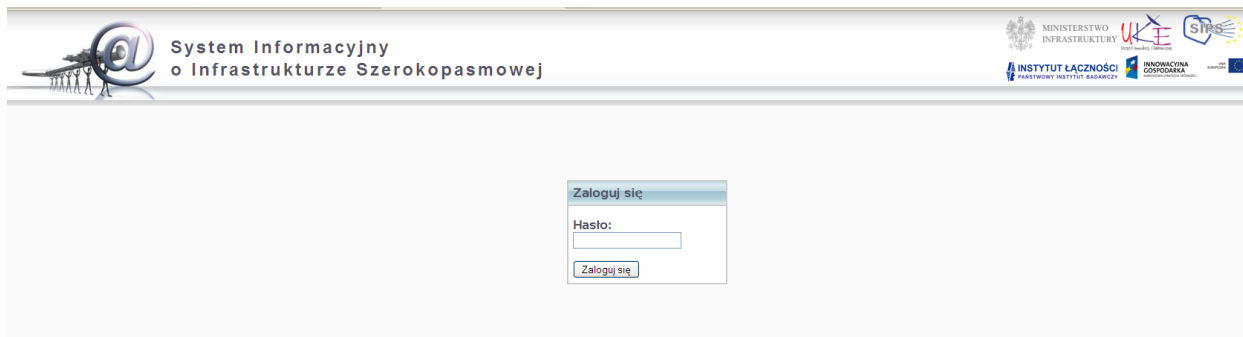 System Informacyjny
o Infrastrukturze Szerokopasmowej
MINISTERSTWO
INFRASTRUKTURY
UKE
SIPS
INSTYTUT ŁĄCZNOŚCI
PAŃSTWOWY INSTYTUT BADAWCZY
INNOWACYJNA
GOSPODARKA
Zaloguj się
Hasło:
Zaloguj się